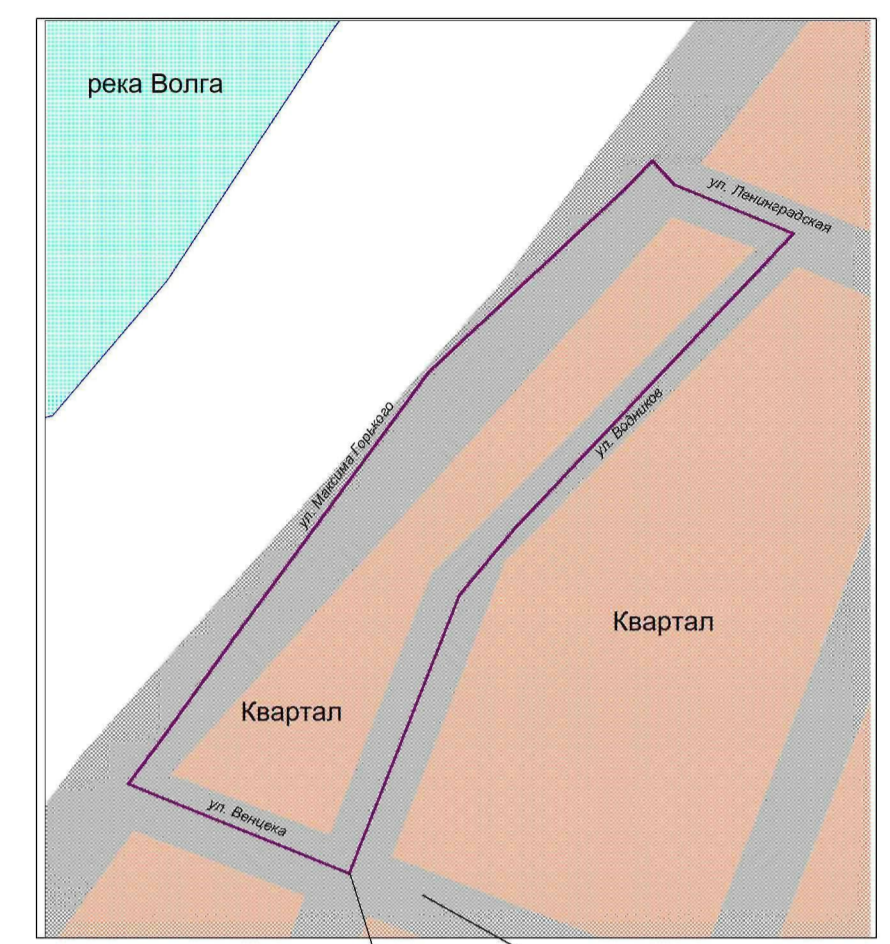 река Волга
ул. Ленинградская
ул. Водников
ул. Максима Горького
Квартал
Квартал
ул. Венцека